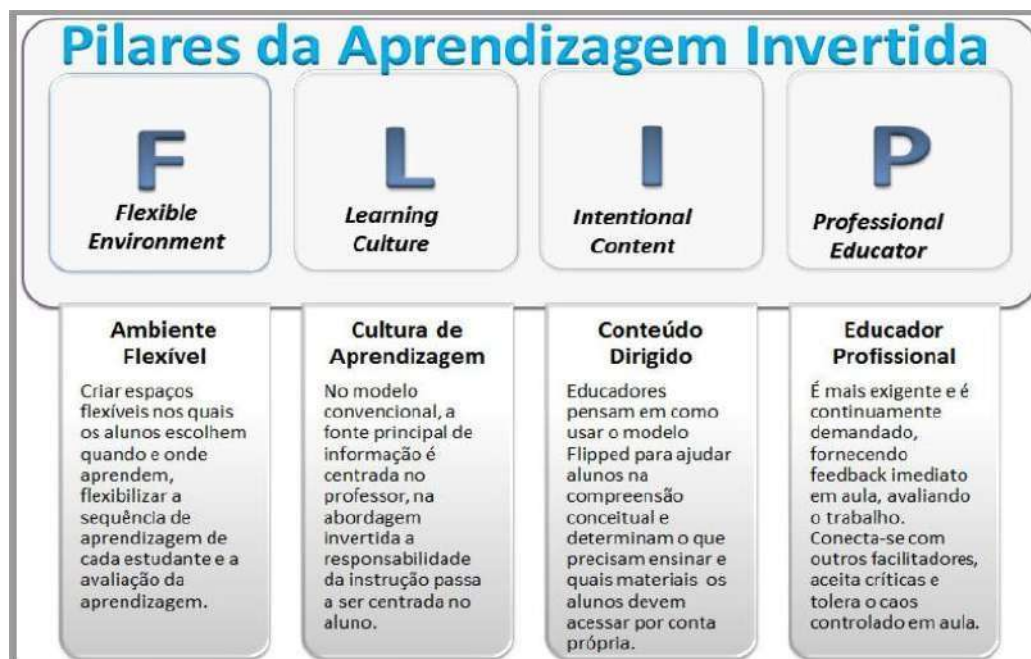 Pilares da Aprendizagem Invertida
F
Flexible
Environment
L
Learning
Culture
I
Intentional
Content
P
Professional
Educator
Ambiente
Flexível
Criar espaços
flexíveis nos quais
os alunos escolhem
quando e onde
aprendem,
flexibilizar a
sequência de
aprendizagem de
cada estudante e a
avaliação da
aprendizagem.
Cultura de
Aprendizagem
No modelo
convencional, a
fonte principal de
informação é
centrada no
professor, na
abordagem
invertida a
responsabilidade
da instrução passa
a ser centrada no
aluno.
Conteúdo
Dirigido
Educadores
pensam em como
usar o modelo
Flipped para ajudar
alunos na
compreensão
conceitual e
determinam o que
precisam ensinar e
quais materiais os
alunos devem
acessar por conta
própria.
Educador
Profissional
É mais exigente e é
continuamente
demandado,
fornecendo
feedback imediato
em aula, avaliando
o trabalho.
Conecta-se com
outros facilitadores,
aceita críticas e
tolera o caos
controlado em aula.